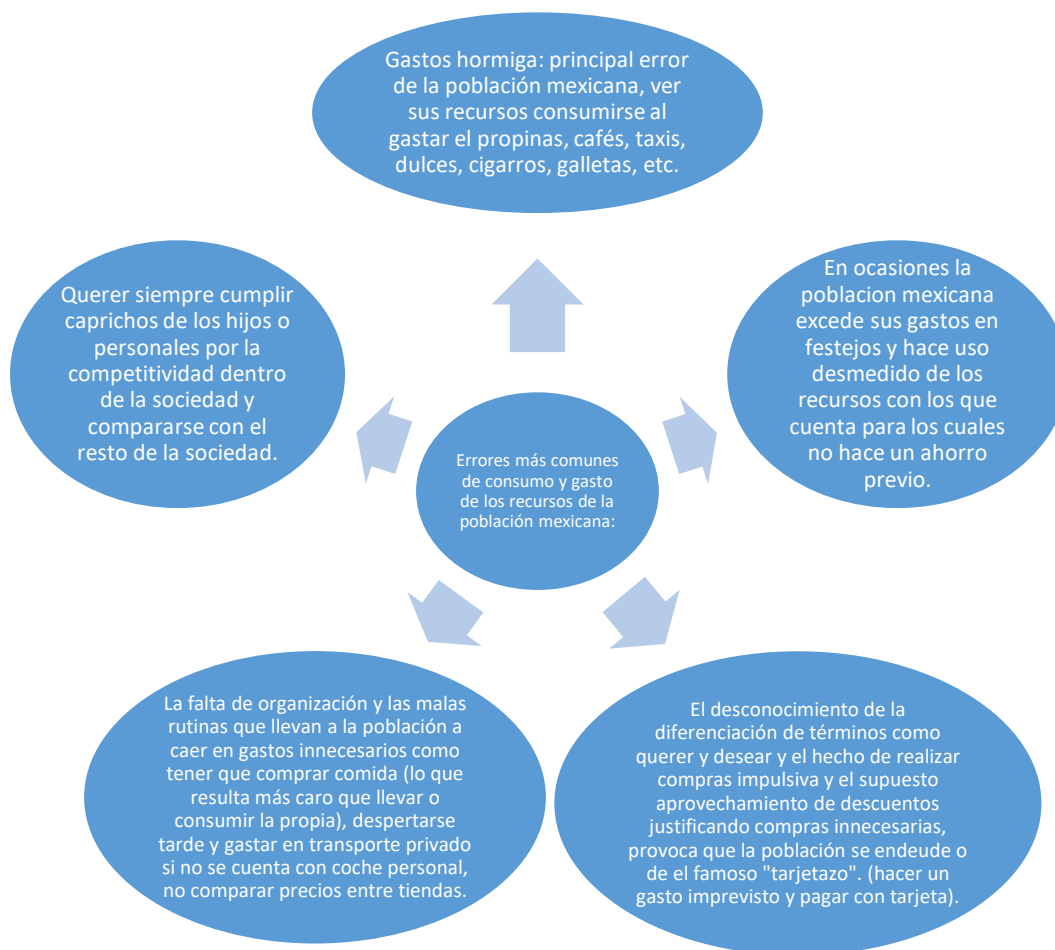 Gastos hormiga: principal error
de la población mexicana, ver
sus recursos consumirse al
gastar el propinas, cafés, taxis,
dulces, cigarros, galletas, etc.
Querer siempre cumplir
caprichos de los hijos o
personales por la
competitividad dentro
de la sociedad y
compararse con el
resto de la sociedad.
En ocasiones la
poblacion mexicana
excede sus gastos en
festejos y hace uso
desmedido de los
recursos con los que
cuenta para los cuales
no hace un ahorro
previo.
Errores más comunes
de consumo y gasto
de los recursos de la
población mexicana:
La falta de organización y las malas
rutinas que llevan a la población a
caer en gastos innecesarios como
tener que comprar comida (lo que
resulta más caro que llevar o
consumir la propia), despertarse
tarde y gastar en transporte privado
si no se cuenta con coche personal,
no comparar precios entre tiendas.
El desconocimiento de la
diferenciación de términos como
querer y desear y el hecho de realizar
compras impulsiva y el supuesto
aprovechamiento de descuentos
justificando compras innecesarias,
provoca que la población se endeude o
de el famoso "tarjetazo". (hacer un
gasto imprevisto y pagar con tarjeta).